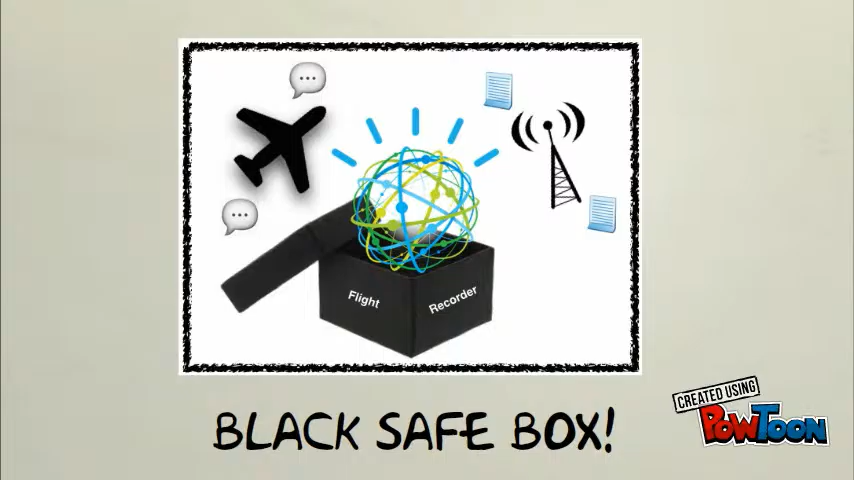 Flight
Recorder
BLACK SAFE BOX!
CREATED USING
POWTOON